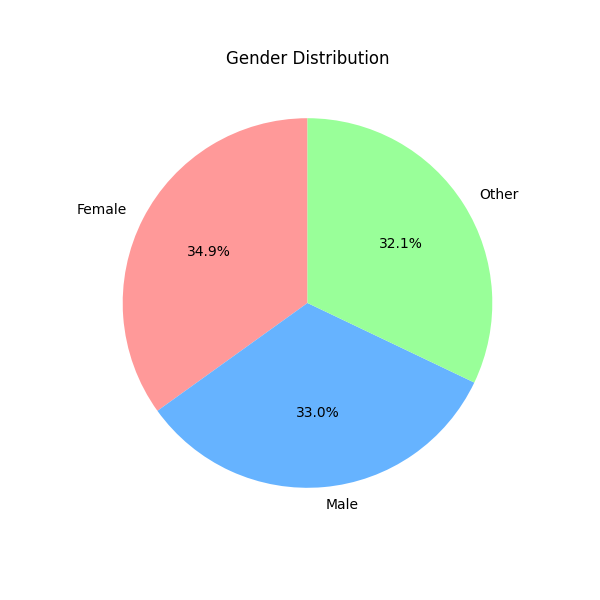 Gender Distribution
Other
Female
32.1%
34.9%
33.0%
Male